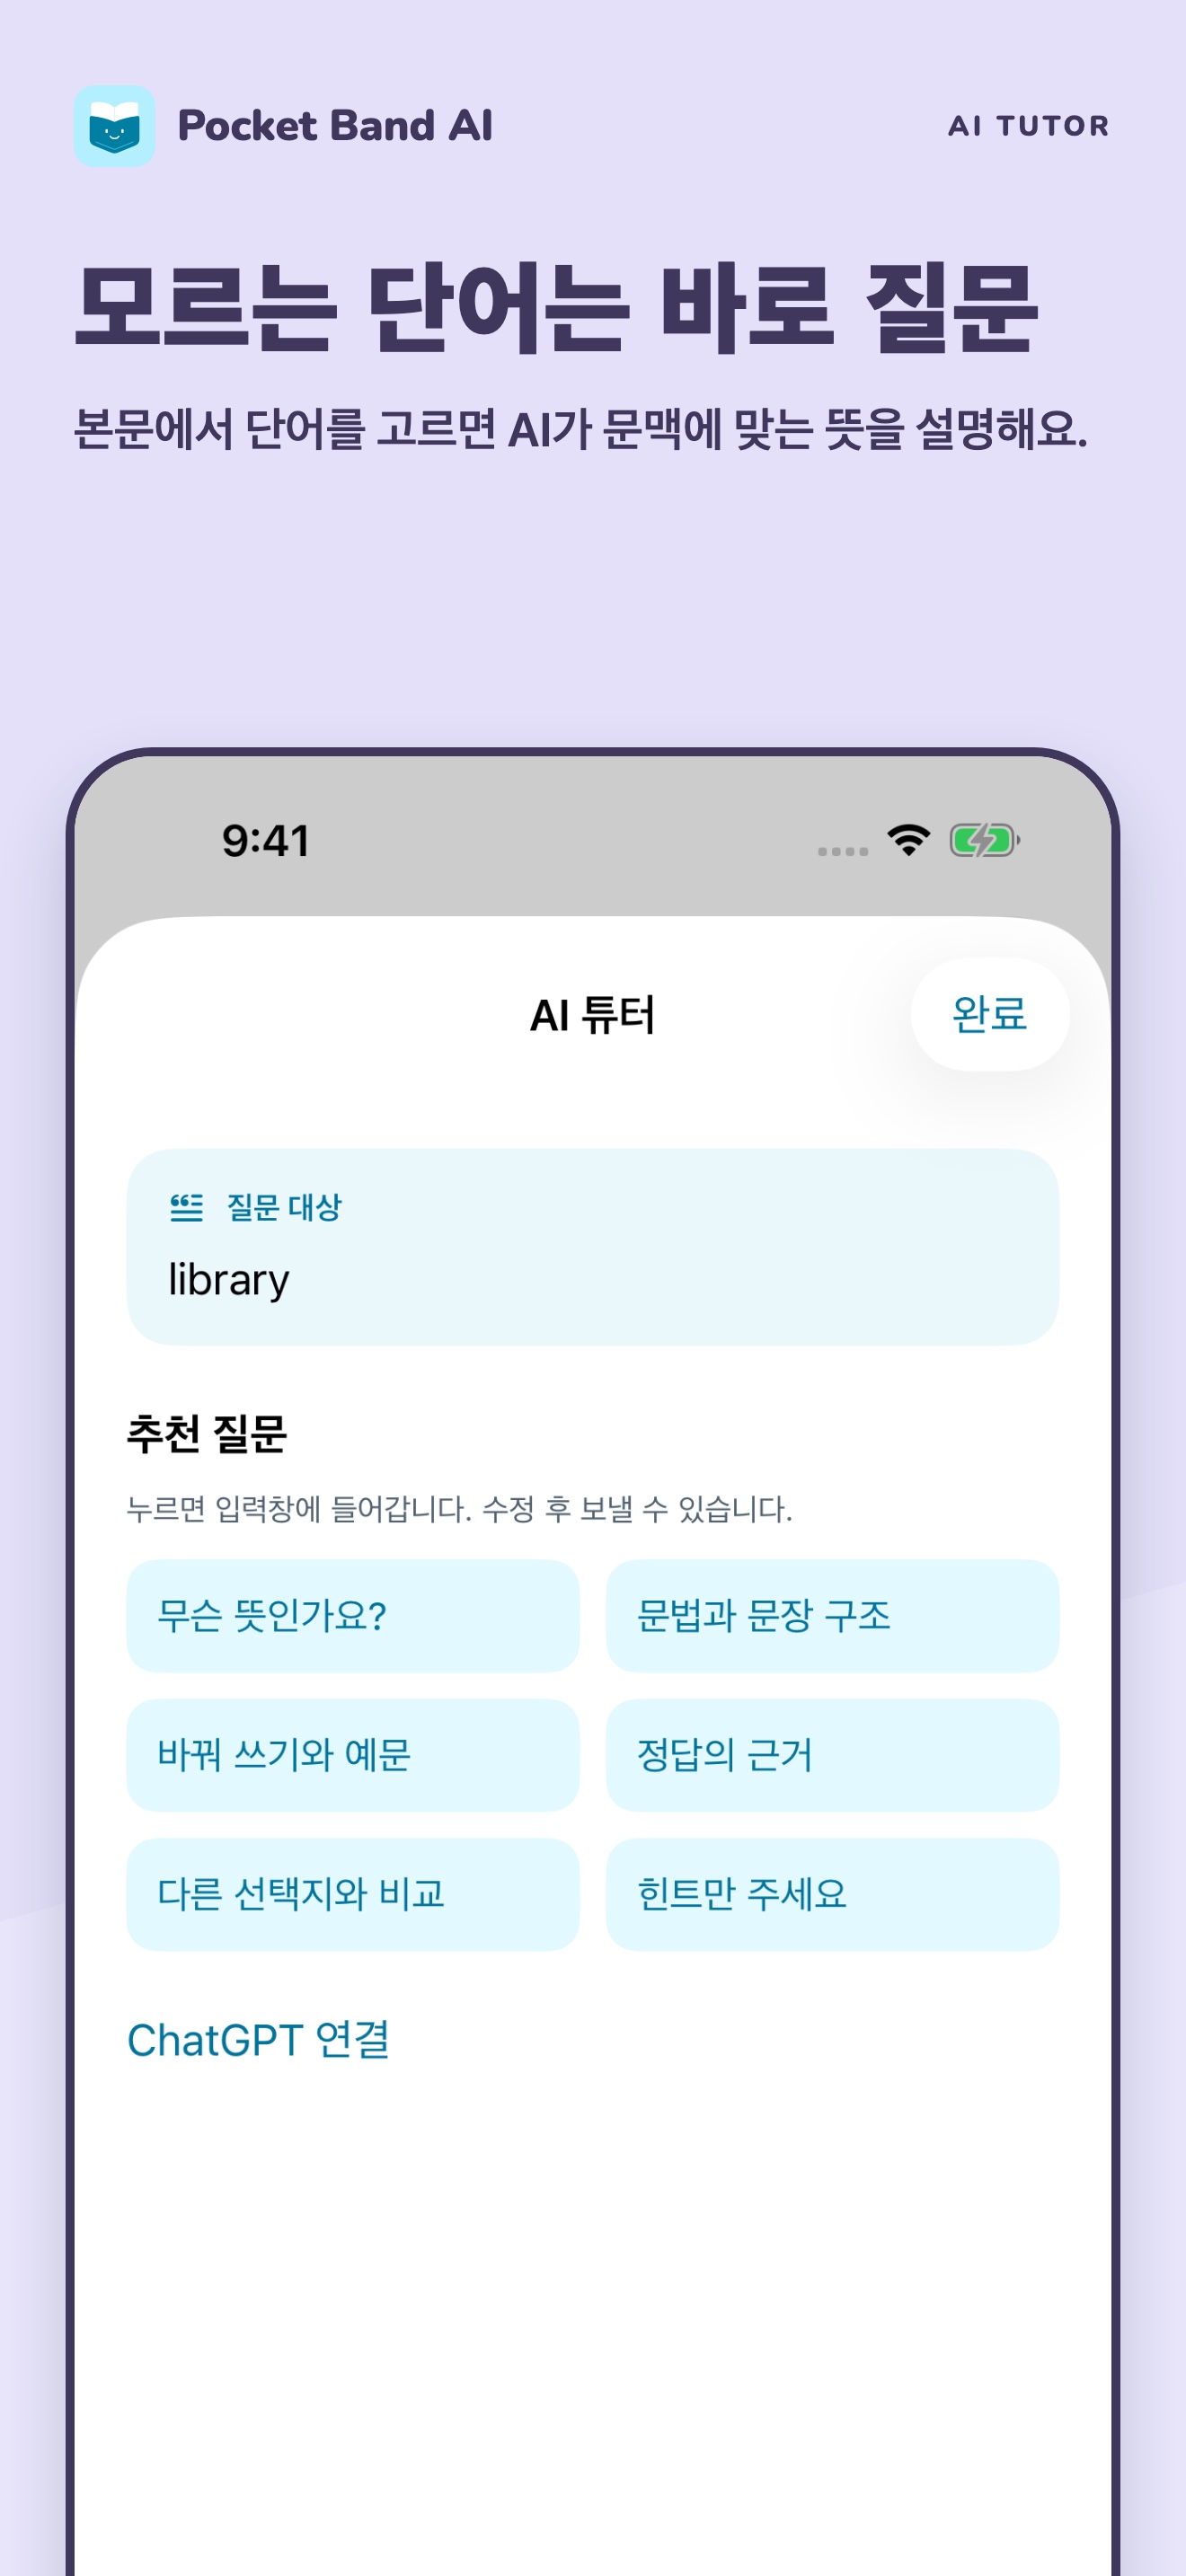 Pocket Band AI
AI TUTOR
모르는 단어는 바로 질문
본문에서 단어를 고르면 AI가 문맥에 맞는 뜻을 설명해요.
9:41
AI 튜터
완료
질문 대상
library
추천 질문
누르면 입력창에 들어갑니다. 수정 후 보낼 수 있습니다.
무슨 뜻인가요?
문법과 문장 구조
바꿔 쓰기와 예문
정답의 근거
다른 선택지와 비교
힌트만 주세요
ChatGPT 연결